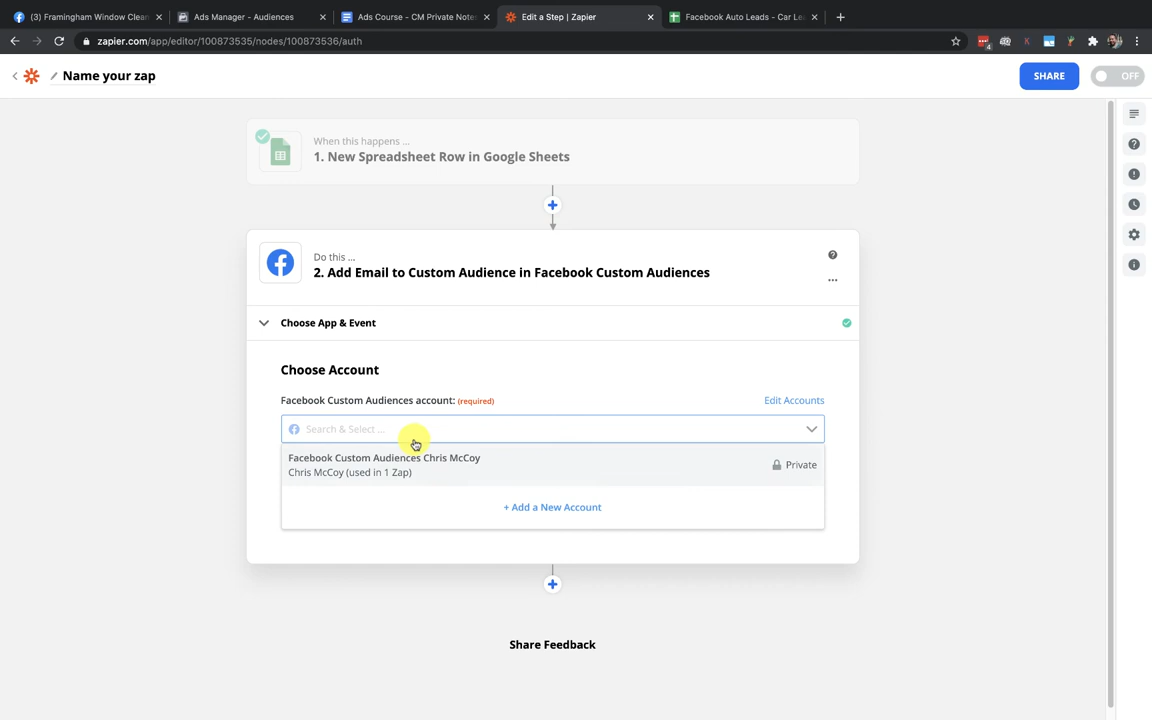 (3) Framingham Window Clean
Ads Manager - Audiences
Ads Course - CM Private Notes
Edit a Step | Zapier
Facebook Auto Leads - Car Le
zapier.com/app/editor/100873535/nodes/100873536/auth
4
K
Name your zap
SHARE
OFF
When this happens ...
1. New Spreadsheet Row in Google Sheets
Do this ...
2. Add Email to Custom Audience in Facebook Custom Audiences
Choose App & Event
Choose Account
Facebook Custom Audiences account: (required)
Edit Accounts
Search & Select ...
Facebook Custom Audiences Chris McCoy
Chris McCoy (used in 1 Zap)
Private
+ Add a New Account
Share Feedback